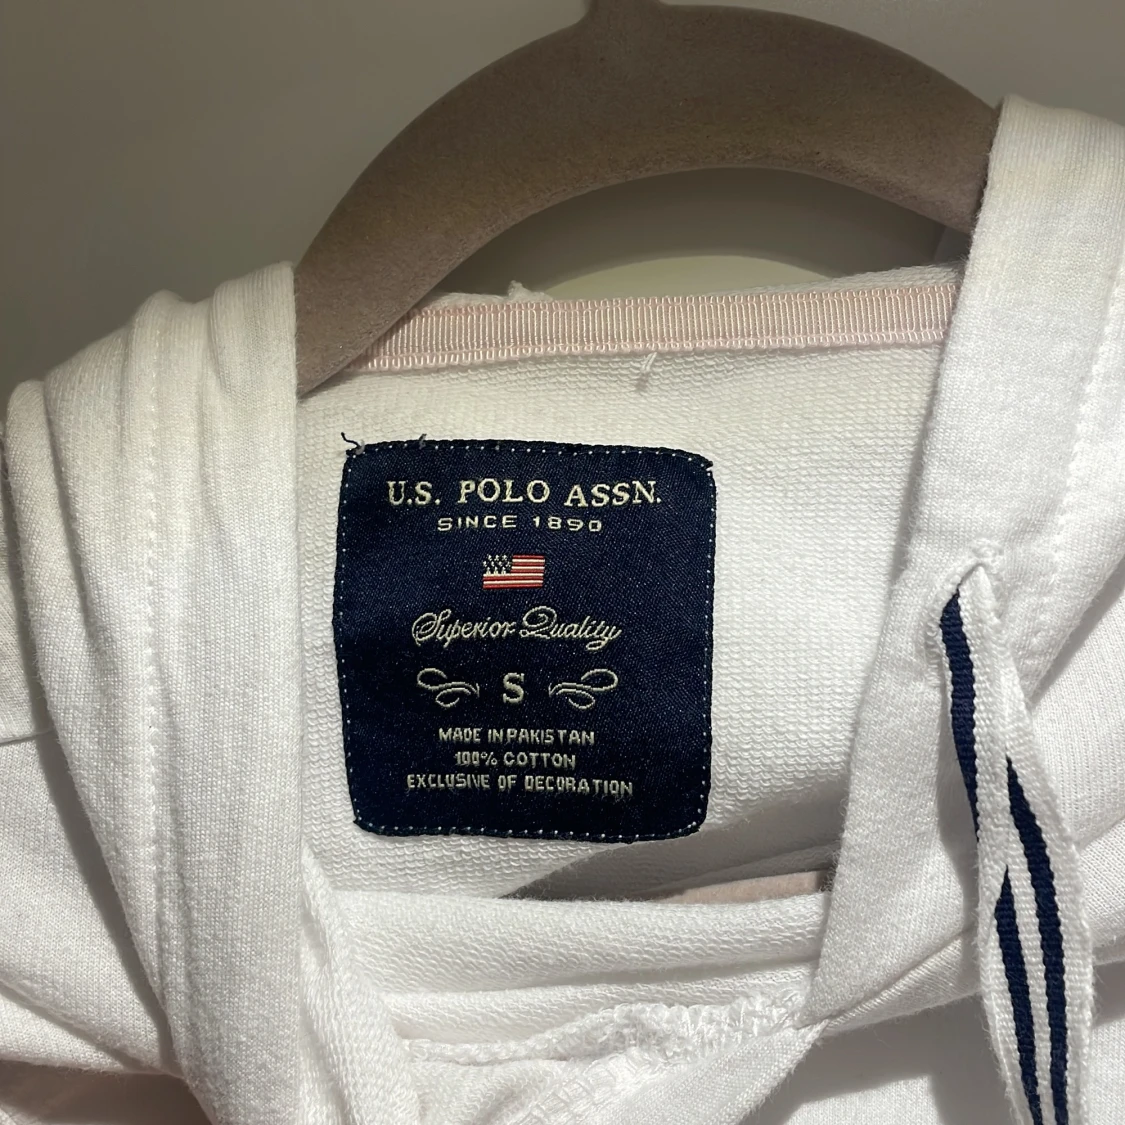 U.S. POLO ASSN.
SINCE 1890
Superior Quality
S
MADE IN PAKISTAN
100% COTTON
EXCLUSIVE OF DECORATION